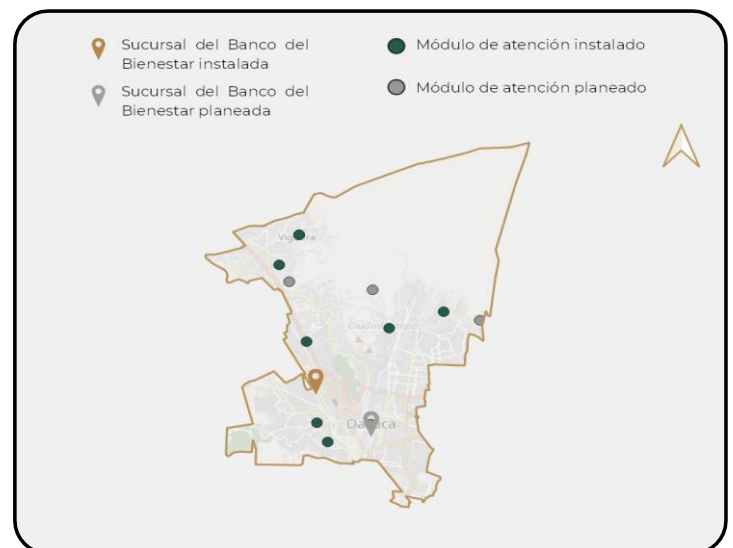 Sucursal del Banco del
Bienestar instalada
Sucursal del Banco del
Bienestar planeada
Módulo de atención instalado
Módulo de atención planeado